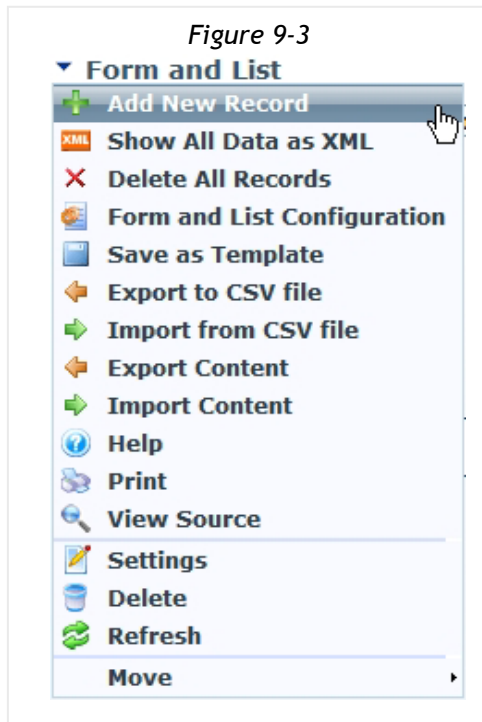 Figure 9-3
Form and List
Add New Record
XML Show All Data as XML
Delete All Records
Form and List Configuration
Save as Template
Export to CSV file
Import from CSV file
Export Content
Import Content
Help
Print
View Source
Settings
Delete
Refresh
Move